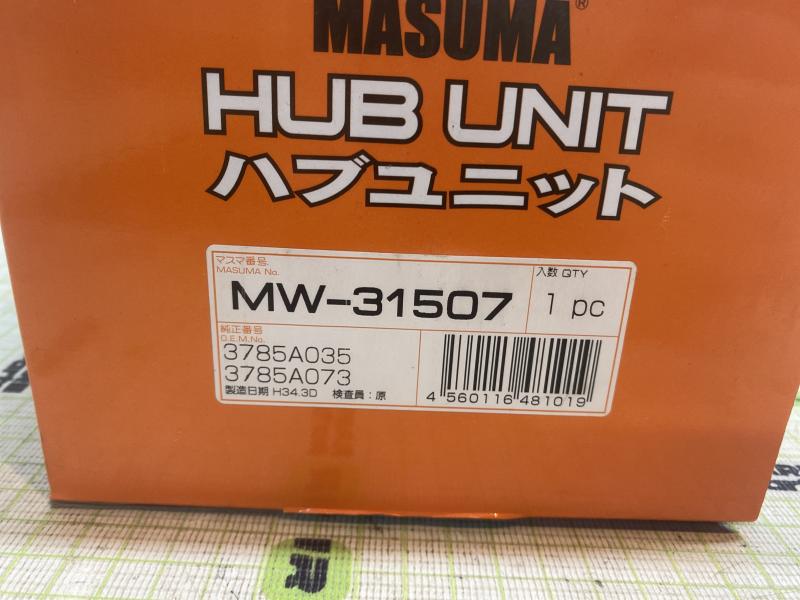 MASUMA®
HUB UNIT
ハブユニット
マスマ番号.
MASUMA No.
MW-31507
入数 QTY
1 pc
純正番号
O.E.M.No.
3785A035
3785A073
製造日期 H34.3D 検査員:原
4 560116 481019